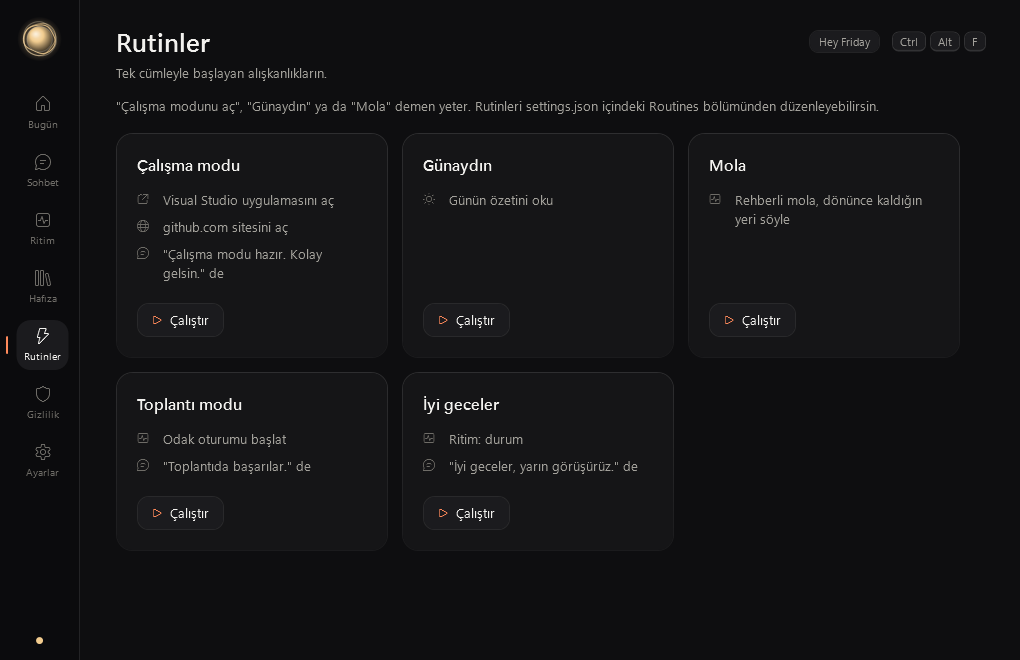 Rutinler
Hey Friday
Ctrl
Alt
F
Tek cümleyle başlayan alışkanlıkların.
"Çalışma modunu aç", "Günaydın" ya da "Mola" demen yeter. Rutinleri settings.json içindeki Routines bölümünden düzenleyebilirsin.
Bugün
Sohbet
Ritim
Hafıza
Rutinler
Gizlilik
Ayarlar
Çalışma modu
Visual Studio uygulamasını aç
github.com sitesini aç
"Çalışma modu hazır. Kolay
gelsin." de
Çalıştır
Günaydın
Günün özetini oku
Çalıştır
Mola
Rehberli mola, dönünce kaldığın
yeri söyle
Çalıştır
Toplantı modu
Odak oturumu başlat
"Toplantıda başarılar." de
Çalıştır
İyi geceler
Ritim: durum
"İyi geceler, yarın görüşürüz." de
Çalıştır